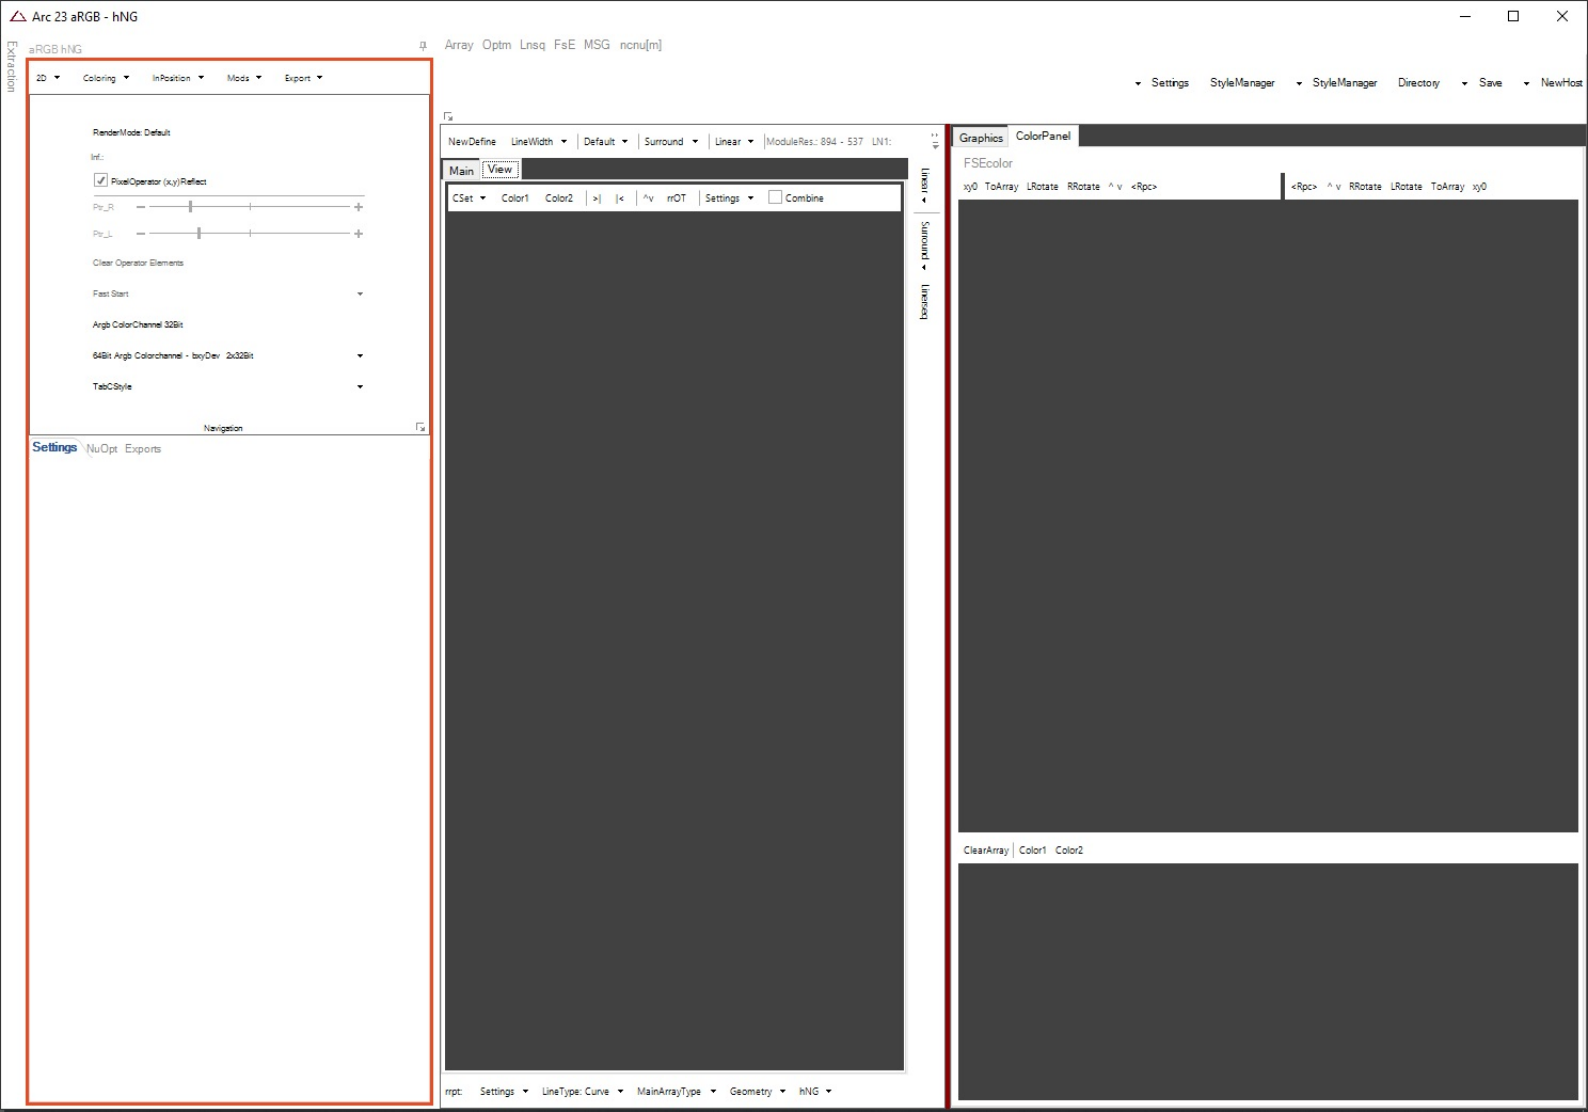 Arc 23 aRGB - hNG
Extraction
aRGB hNG
Array Optm Lnsq FsE MSG ncnu[m]
2D Coloring InPosition Mods Export
Settings StyleManager StyleManager Directory Save NewHost
RenderMode: Default
Inf.:
PixelOperator (x,y)Reflect
Ptr_R
Ptr_L
Clear Operator Elements
Fast Start
Argb ColorChannel 32Bit
64Bit Argb Colorchannel - bxyDev 2x32Bit
TabCStyle
Navigation
Settings NuOpt Exports
NewDefine LineWidth Default Surround Linear ModuleRes.: 894 - 537 LN1:
Main View
CSet Color1 Color2 >| |< ^v rrOT Settings Combine
Linear
Surround
Linerseq
rrpt: Settings LineType: Curve MainArrayType Geometry hNG
Graphics ColorPanel
FSEcolor
xy0 ToArray LRotate RRotate ^ v <Rpc> <Rpc> ^ v RRotate LRotate ToArray xy0
ClearArray Color1 Color2